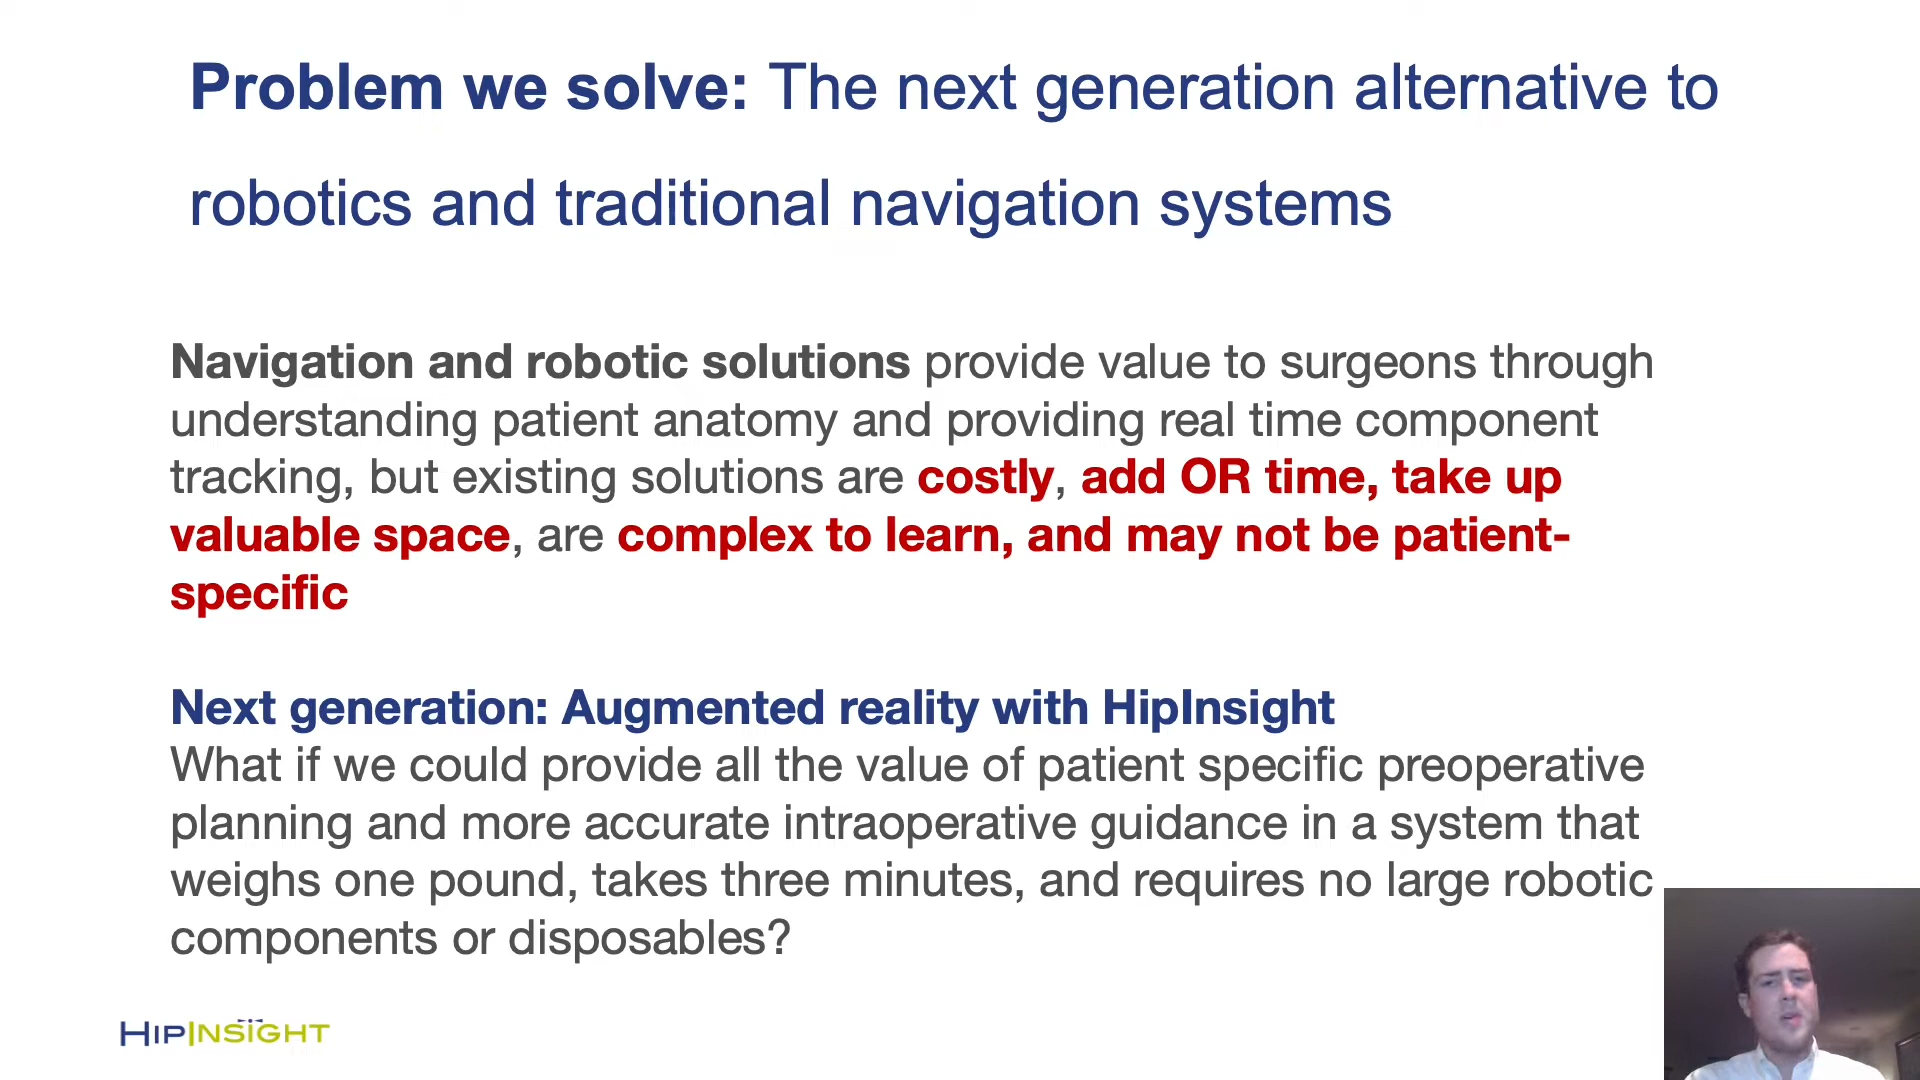 Problem we solve: The next generation alternative to
robotics and traditional navigation systems
Navigation and robotic solutions provide value to surgeons through
understanding patient anatomy and providing real time component
tracking, but existing solutions are costly, add OR time, take up
valuable space, are complex to learn, and may not be patient-
specific
Next generation: Augmented reality with HipInsight
What if we could provide all the value of patient specific preoperative
planning and more accurate intraoperative guidance in a system that
weighs one pound, takes three minutes, and requires no large robotic
components or disposables?
HIPINSIGHT